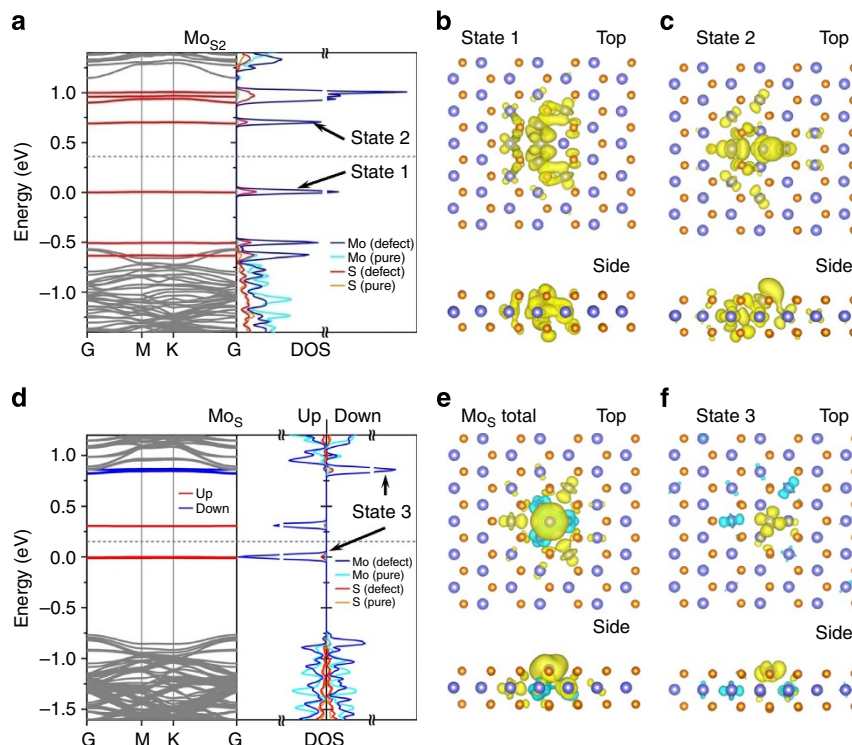 a
Mo_S2
Energy (eV)
1.0
0.5
0.0
−0.5
−1.0
State 2
State 1
Mo (defect)
Mo (pure)
S (defect)
S (pure)
G M K G DOS
b
State 1 Top
Side
c
State 2 Top
Side
d
Mo_S Up Down
Energy (eV)
1.0
0.5
0.0
−0.5
−1.0
−1.5
Up
Down
State 3
Mo (defect)
Mo (pure)
S (defect)
S (pure)
G M K G DOS
e
Mo_S total Top
Side
f
State 3 Top
Side